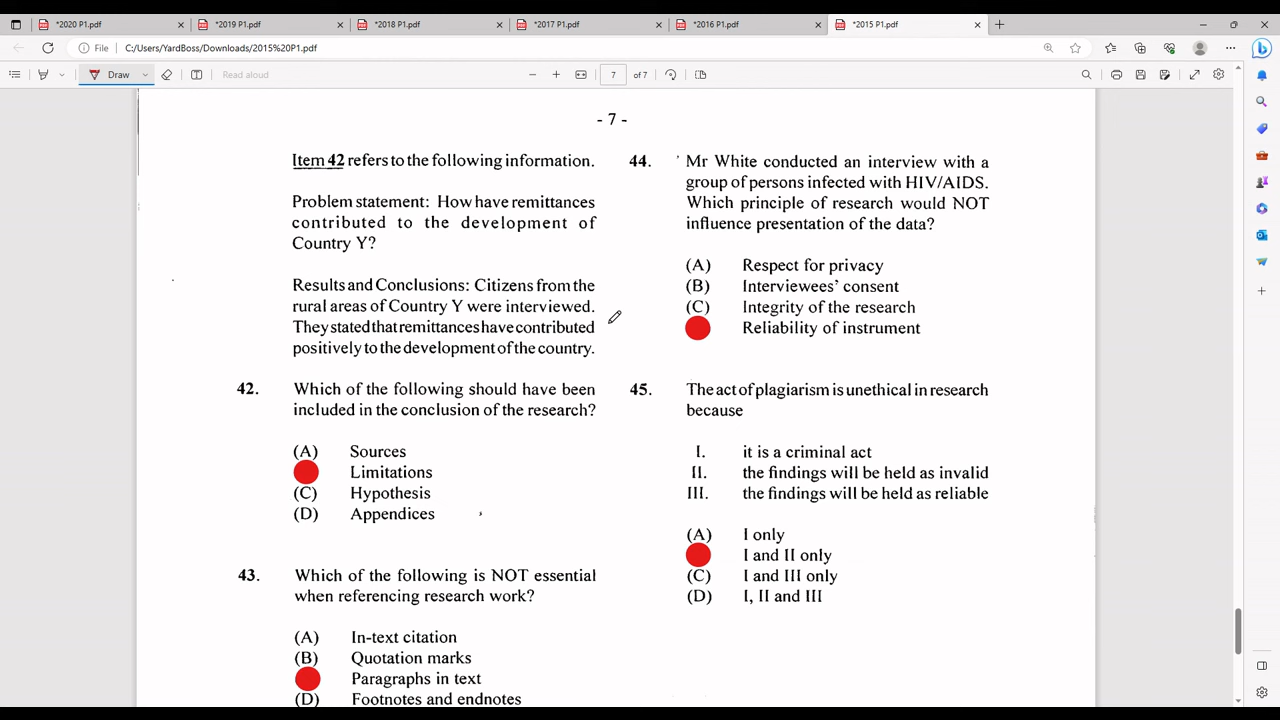 *2020 P1.pdf
*2019 P1.pdf
*2018 P1.pdf
*2017 P1.pdf
*2016 P1.pdf
*2015 P1.pdf
File
C:/Users/YardBoss/Downloads/2015%20P1.pdf
Draw
Read aloud
7 of 7
- 7 -
Item 42 refers to the following information.
Problem statement: How have remittances
contributed to the development of
Country Y?
Results and Conclusions: Citizens from the
rural areas of Country Y were interviewed.
They stated that remittances have contributed
positively to the development of the country.
42. Which of the following should have been
included in the conclusion of the research?
(A) Sources
Limitations
(C) Hypothesis
(D) Appendices
43. Which of the following is NOT essential
when referencing research work?
(A) In-text citation
(B) Quotation marks
Paragraphs in text
(D) Footnotes and endnotes
44. Mr White conducted an interview with a
group of persons infected with HIV/AIDS.
Which principle of research would NOT
influence presentation of the data?
(A) Respect for privacy
(B) Interviewees' consent
(C) Integrity of the research
Reliability of instrument
45. The act of plagiarism is unethical in research
because
I. it is a criminal act
II. the findings will be held as invalid
III. the findings will be held as reliable
(A) I only
I and II only
(C) I and III only
(D) I, II and III